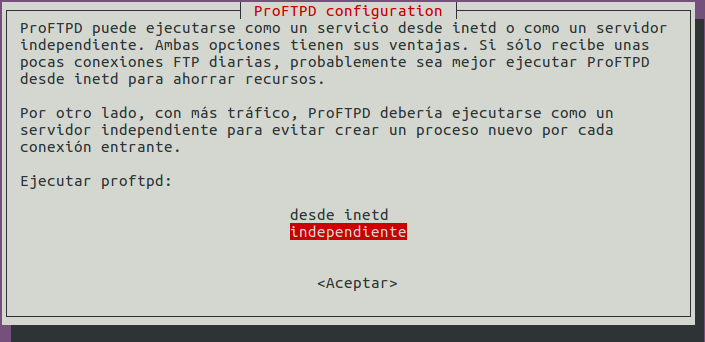 ProFTPD configuration
ProFTPD puede ejecutarse como un servicio desde inetd o como un servidor
independiente. Ambas opciones tienen sus ventajas. Si sólo recibe unas
pocas conexiones FTP diarias, probablemente sea mejor ejecutar ProFTPD
desde inetd para ahorrar recursos.
Por otro lado, con más tráfico, ProFTPD debería ejecutarse como un
servidor independiente para evitar crear un proceso nuevo por cada
conexión entrante.
Ejecutar proftpd:
desde inetd
independiente
<Aceptar>